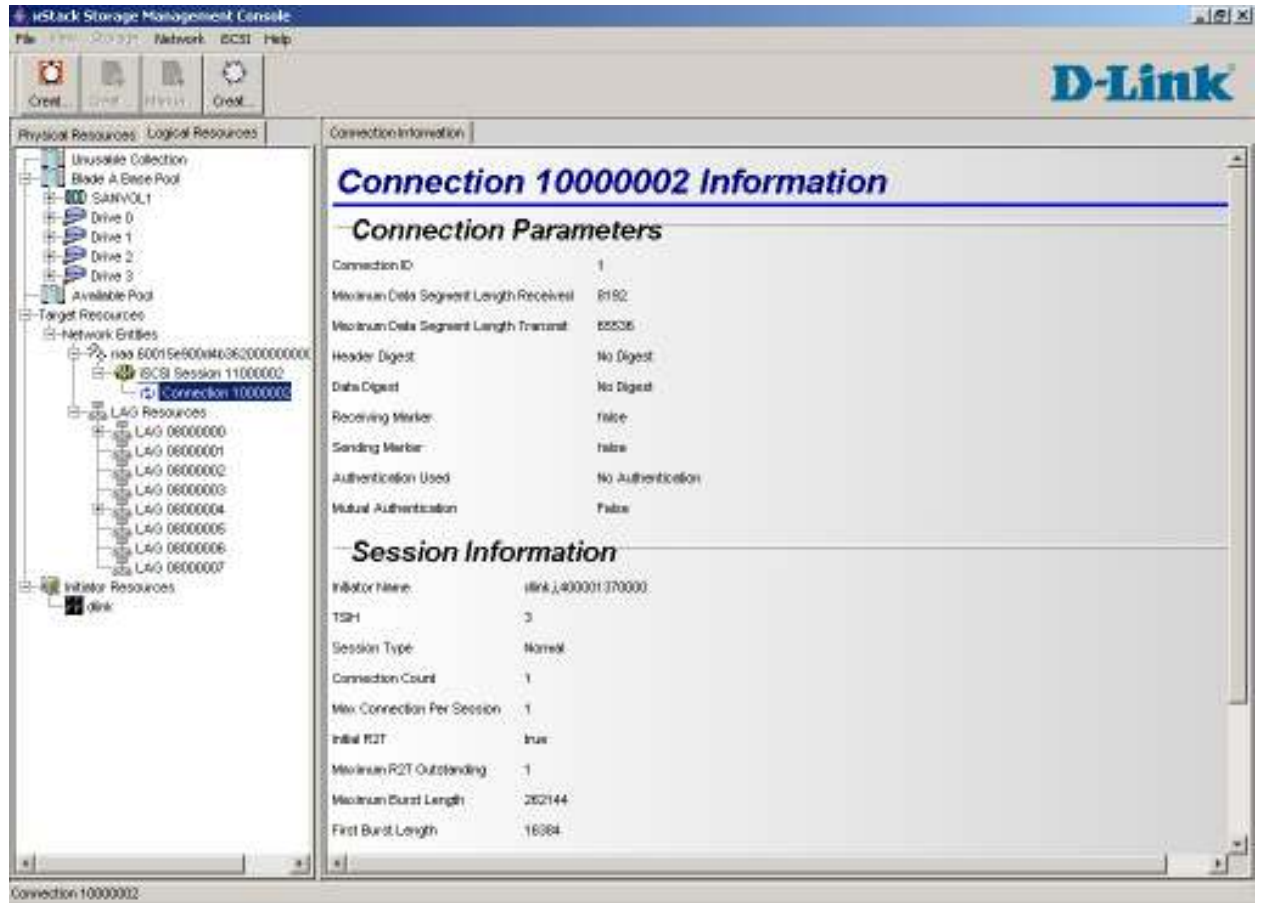 xStack Storage Management Console
File View Storage Network iSCSI Help
Creat... Creat... Creat...
D-Link
Physical Resources Logical Resources
Connection Information
Unusable Collection
Blade A Base Pool
SANVOL1
Drive 0
Drive 1
Drive 2
Drive 3
Available Pool
Target Resources
Network Entities
iSCSI Session 11000002
Connection 10000002
LAG Resources
LAG 08000000
LAG 08000001
LAG 08000002
LAG 08000003
LAG 08000004
LAG 08000005
LAG 08000006
LAG 08000007
Initiator Resources
dlink
Connection 10000002 Information
Connection Parameters
Connection ID 1
Maximum Data Segment Length Received 8192
Maximum Data Segment Length Transmit 65536
Header Digest No Digest
Data Digest No Digest
Receiving Marker false
Sending Marker false
Authentication Used No Authentication
Mutual Authentication False
Session Information
Initiator Name
TSIH 3
Session Type Normal
Connection Count 1
Max Connection Per Session 1
Initial R2T true
Maximum R2T Outstanding 1
Maximum Burst Length 262144
First Burst Length 16384
Connection 10000002